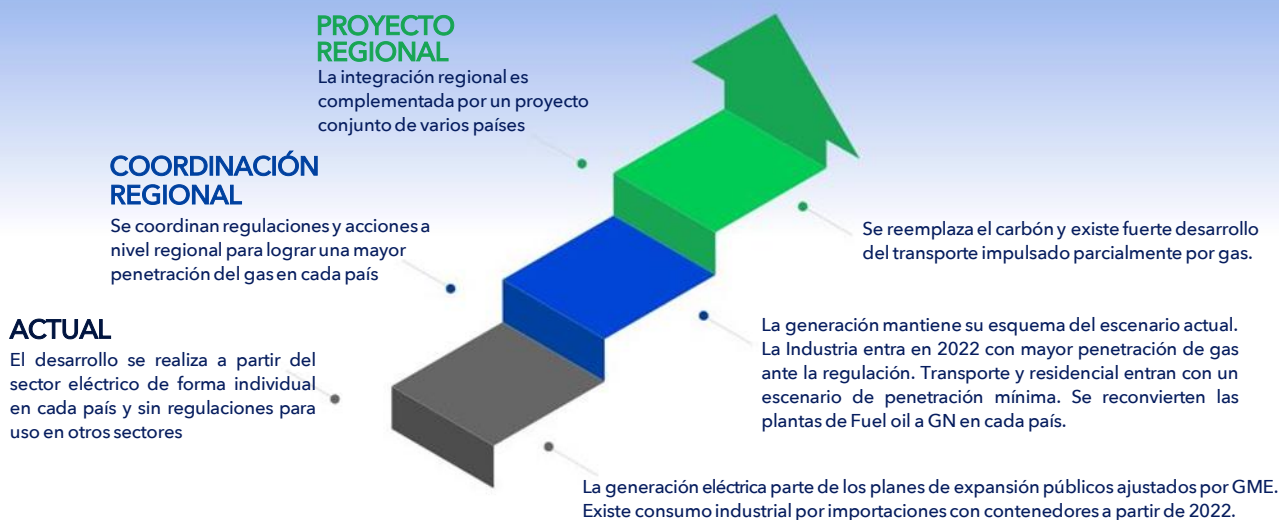 PROYECTO
REGIONAL
La integración regional es
complementada por un proyecto
conjunto de varios países
COORDINACIÓN
REGIONAL
Se coordinan regulaciones y acciones a
nivel regional para lograr una mayor
penetración del gas en cada país
Se reemplaza el carbón y existe fuerte desarrollo
del transporte impulsado parcialmente por gas.
ACTUAL
El desarrollo se realiza a partir del
sector eléctrico de forma individual
en cada país y sin regulaciones para
uso en otros sectores
La generación mantiene su esquema del escenario actual.
La Industria entra en 2022 con mayor penetración de gas
ante la regulación. Transporte y residencial entran con un
escenario de penetración mínima. Se reconvierten las
plantas de Fuel oil a GN en cada país.
La generación eléctrica parte de los planes de expansión públicos ajustados por GME.
Existe consumo industrial por importaciones con contenedores a partir de 2022.